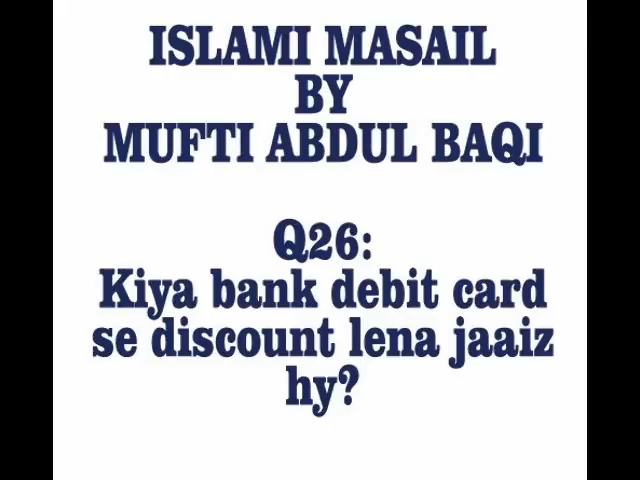 ISLAMI MASAIL
BY
MUFTI ABDUL BAQI
Q26:
Kiya bank debit card
se discount lena jaaiz
hy?